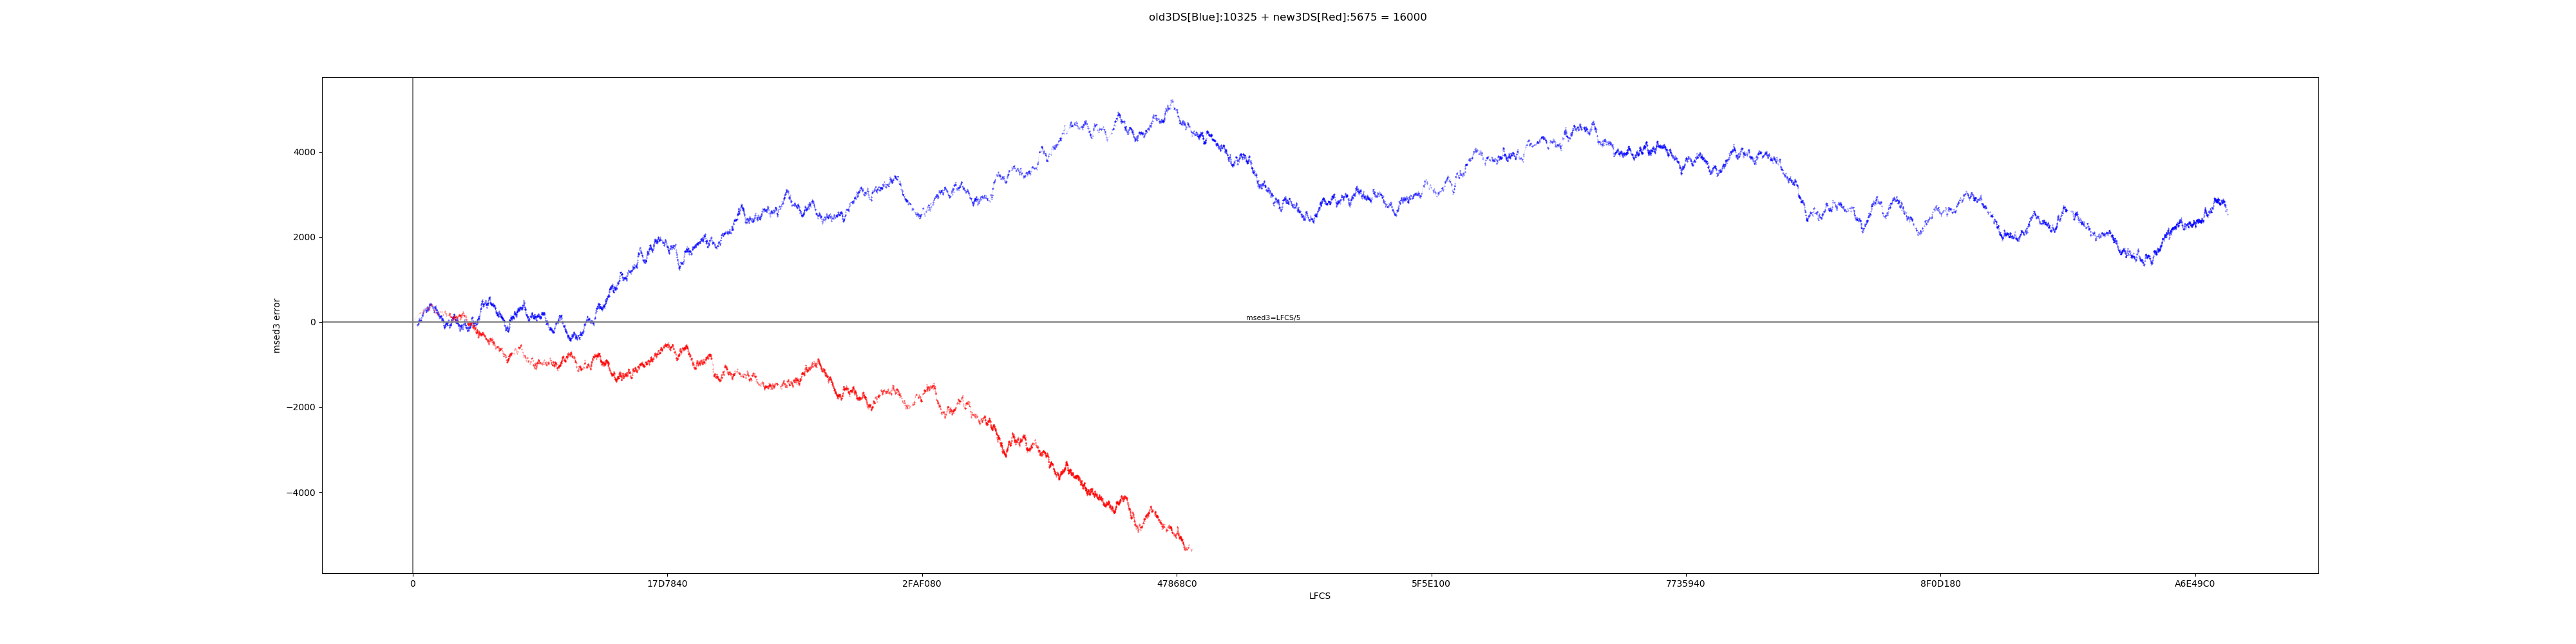 old3DS[Blue]:10325 + new3DS[Red]:5675 = 16000
4000
2000
0
−2000
−4000
msed3 error
msed3=LFCS/5
0 17D7840 2FAF080 47868C0 5F5E100 7735940 8F0D180 A6E49C0
LFCS